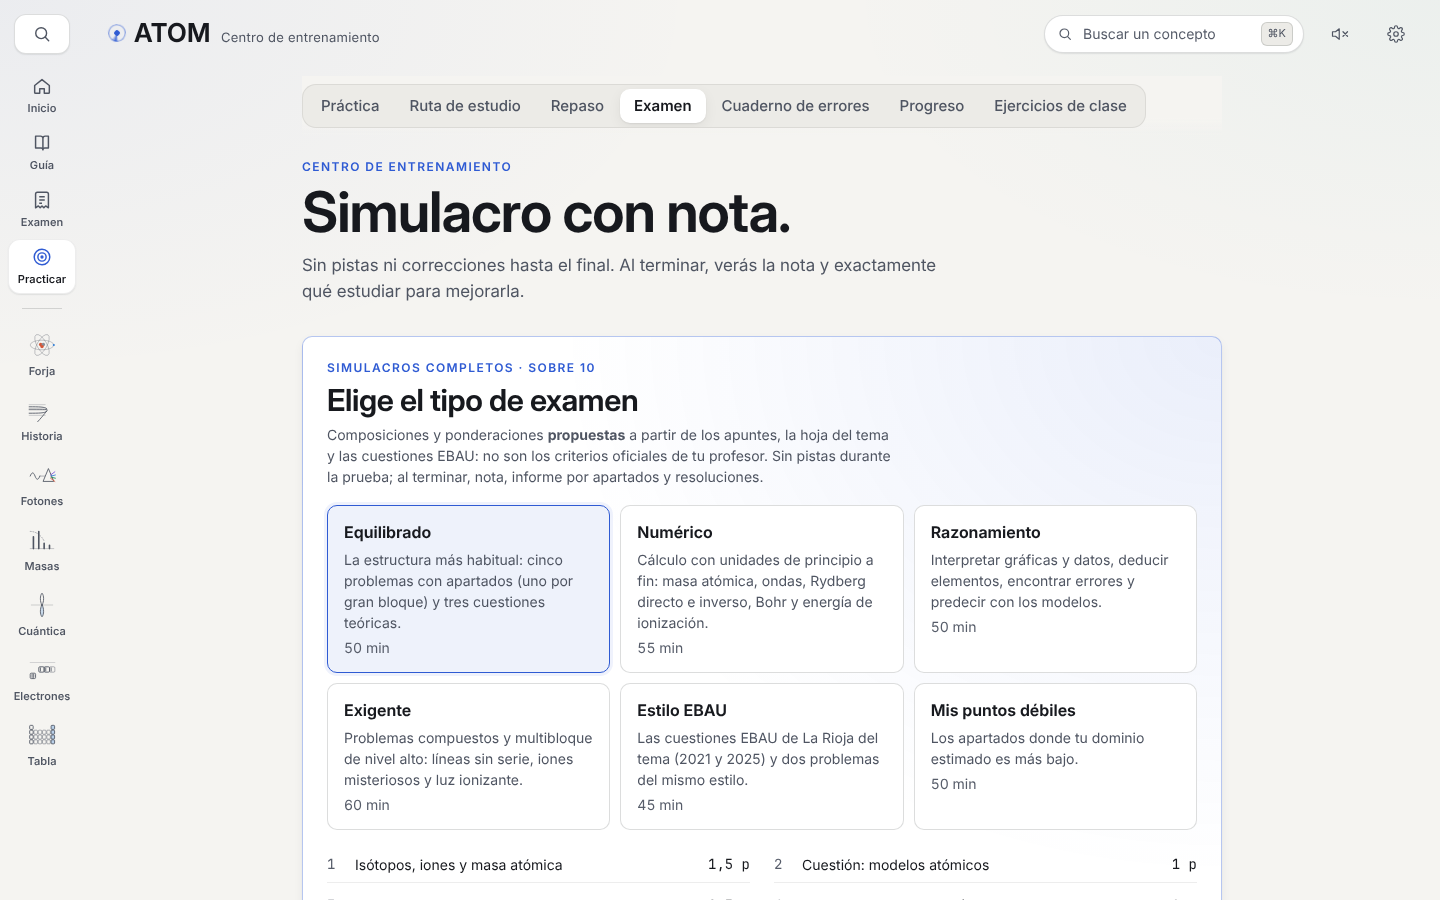 ATOM Centro de entrenamiento
Buscar un concepto ⌘K
Inicio
Guía
Examen
Practicar
Forja
Historia
Fotones
Masas
Cuántica
Electrones
Tabla
Práctica Ruta de estudio Repaso Examen Cuaderno de errores Progreso Ejercicios de clase
CENTRO DE ENTRENAMIENTO
Simulacro con nota.
Sin pistas ni correcciones hasta el final. Al terminar, verás la nota y exactamente
qué estudiar para mejorarla.
SIMULACROS COMPLETOS · SOBRE 10
Elige el tipo de examen
Composiciones y ponderaciones propuestas a partir de los apuntes, la hoja del tema
y las cuestiones EBAU: no son los criterios oficiales de tu profesor. Sin pistas durante
la prueba; al terminar, nota, informe por apartados y resoluciones.
Equilibrado
La estructura más habitual: cinco
problemas con apartados (uno por
gran bloque) y tres cuestiones
teóricas.
50 min
Numérico
Cálculo con unidades de principio a
fin: masa atómica, ondas, Rydberg
directo e inverso, Bohr y energía de
ionización.
55 min
Razonamiento
Interpretar gráficas y datos, deducir
elementos, encontrar errores y
predecir con los modelos.
50 min
Exigente
Problemas compuestos y multibloque
de nivel alto: líneas sin serie, iones
misteriosos y luz ionizante.
60 min
Estilo EBAU
Las cuestiones EBAU de La Rioja del
tema (2021 y 2025) y dos problemas
del mismo estilo.
45 min
Mis puntos débiles
Los apartados donde tu dominio
estimado es más bajo.
50 min
1 Isótopos, iones y masa atómica 1,5 p
2 Cuestión: modelos atómicos 1 p